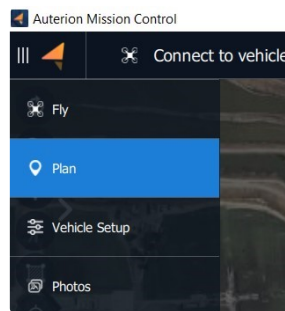 Auterion Mission Control
Connect to vehicle
Fly
Plan
Vehicle Setup
Photos